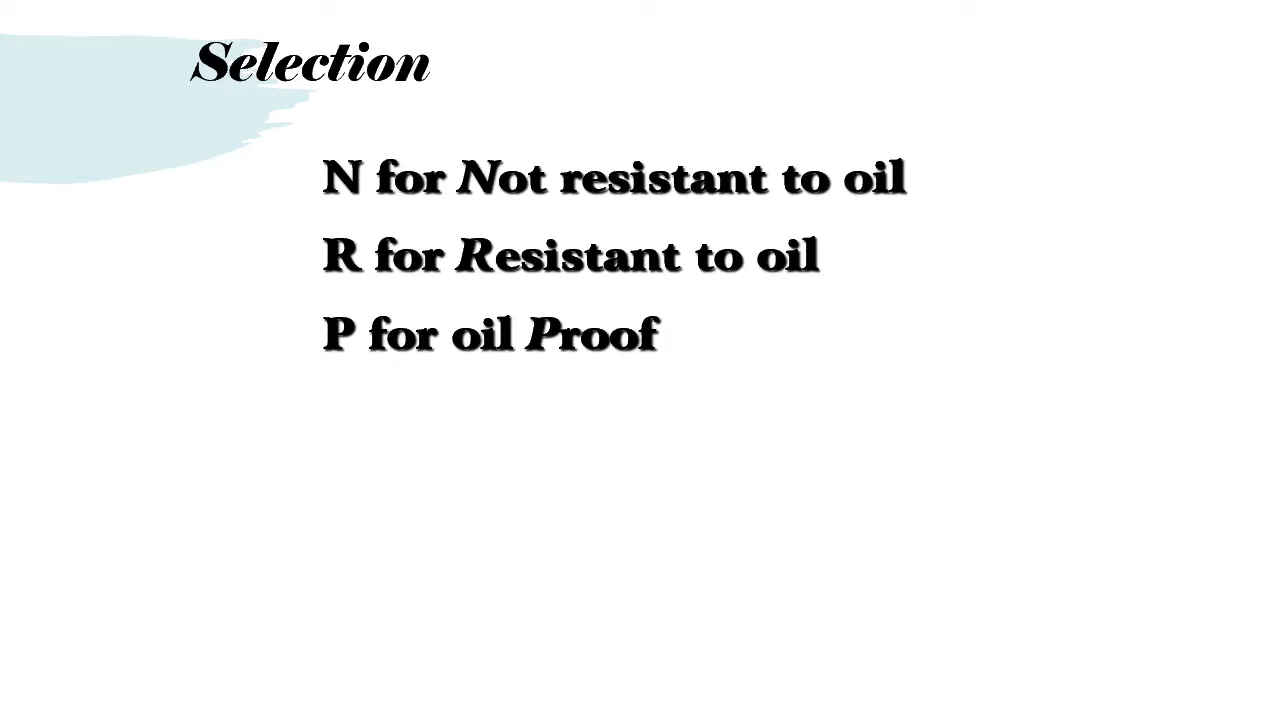 Selection
N for Not resistant to oil
R for Resistant to oil
P for oil Proof